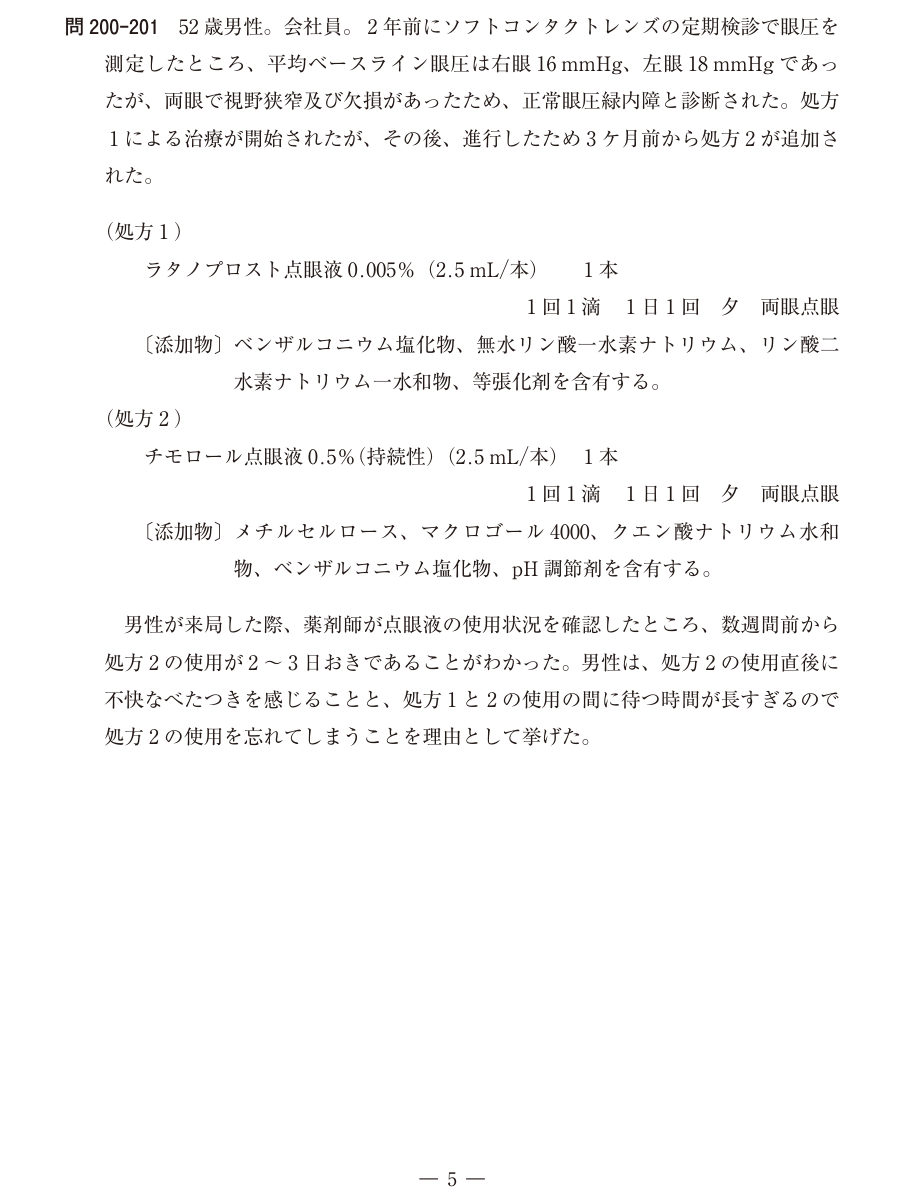 問 200-201　52 歳男性。会社員。２年前にソフトコンタクトレンズの定期検診で眼圧を
測定したところ、平均ベースライン眼圧は右眼 16 mmHg、左眼 18 mmHg であっ
たが、両眼で視野狭窄及び欠損があったため、正常眼圧緑内障と診断された。処方
１による治療が開始されたが、その後、進行したため３ケ月前から処方２が追加さ
れた。
（処方１）
ラタノプロスト点眼液 0.005%（2.5 mL/本）　　１本
１回１滴　１日１回　夕　両眼点眼
〔添加物〕ベンザルコニウム塩化物、無水リン酸一水素ナトリウム、リン酸二
水素ナトリウム一水和物、等張化剤を含有する。
（処方２）
チモロール点眼液 0.5%（持続性）（2.5 mL/本）　１本
１回１滴　１日１回　夕　両眼点眼
〔添加物〕メチルセルロース、マクロゴール 4000、クエン酸ナトリウム水和
物、ベンザルコニウム塩化物、pH 調節剤を含有する。
男性が来局した際、薬剤師が点眼液の使用状況を確認したところ、数週間前から
処方２の使用が２～３日おきであることがわかった。男性は、処方２の使用直後に
不快なべたつきを感じることと、処方１と２の使用の間に待つ時間が長すぎるので
処方２の使用を忘れてしまうことを理由として挙げた。
― 5 ―